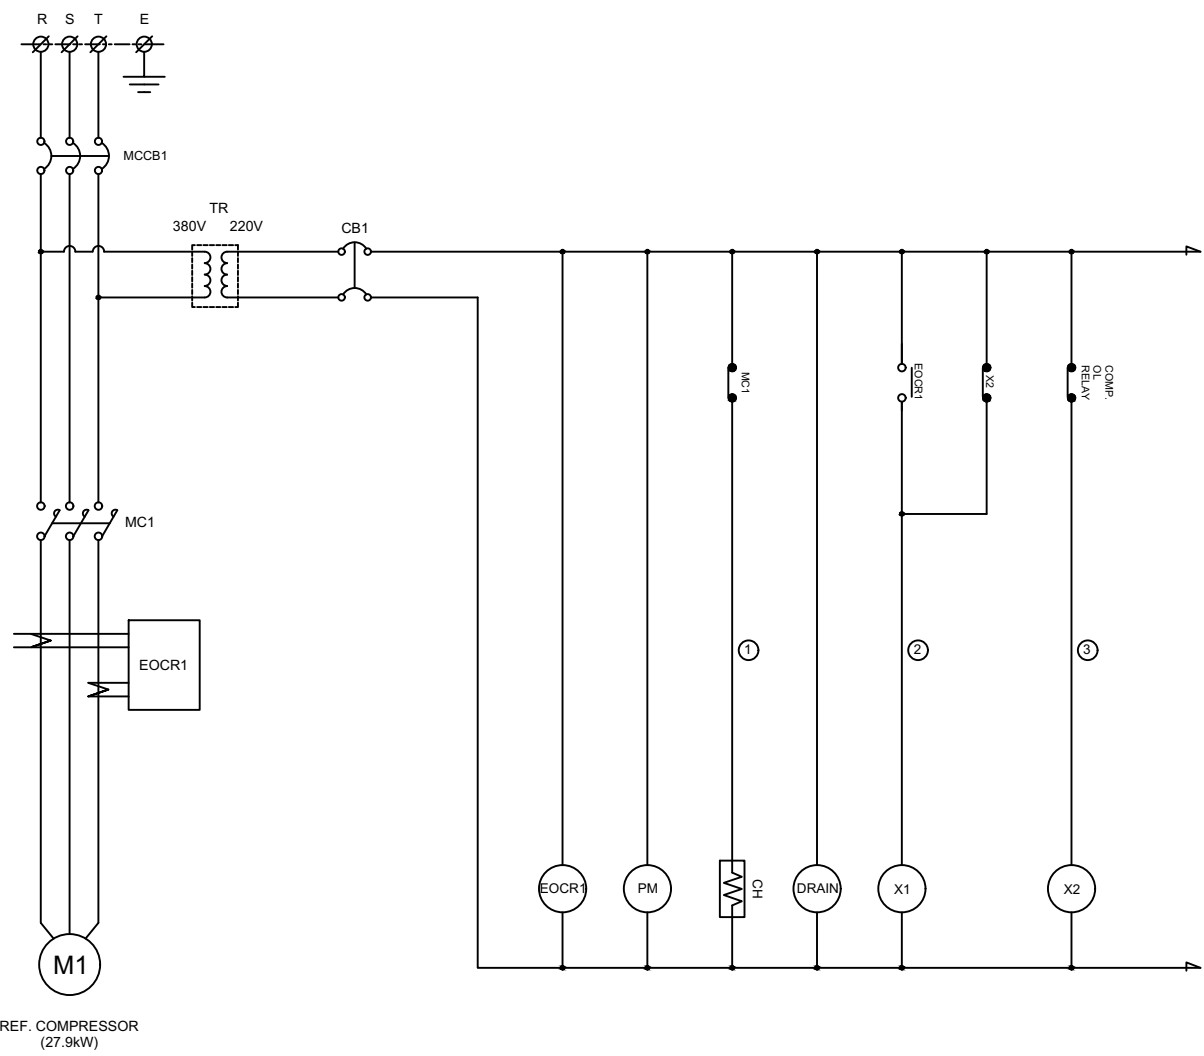 R S T E
MCCB1
TR
380V 220V
CB1
MC1
EOCR1
X2
COMP.
OL
RELAY
MC1
EOCR1
1
2
3
EOCR1
PM
CH
DRAIN
X1
X2
M1
REF. COMPRESSOR
(27.9kW)